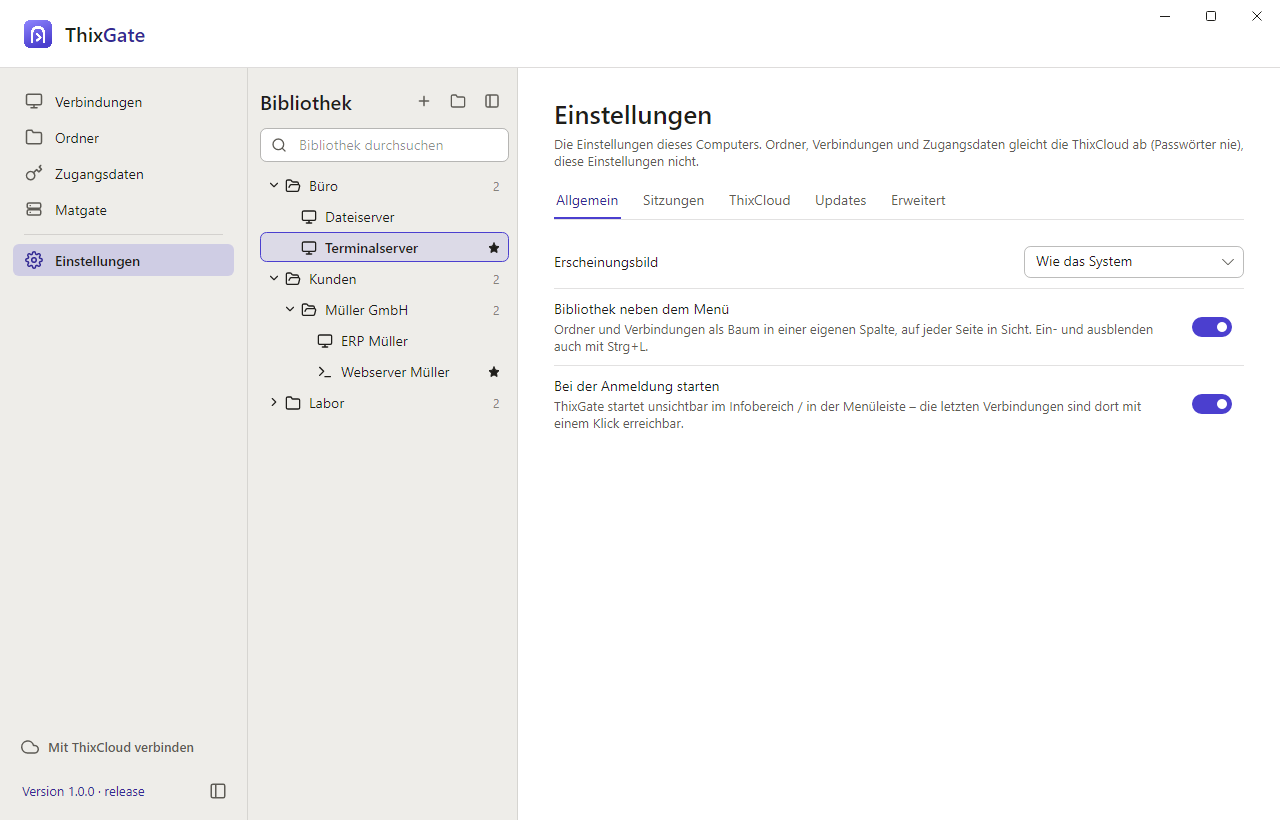 ThixGate
Verbindungen
Ordner
Zugangsdaten
Matgate
Einstellungen
Mit ThixCloud verbinden
Version 1.0.0 · release
Bibliothek
Bibliothek durchsuchen
Büro 2
Dateiserver
Terminalserver
Kunden 2
Müller GmbH 2
ERP Müller
Webserver Müller
Labor 2
Einstellungen
Die Einstellungen dieses Computers. Ordner, Verbindungen und Zugangsdaten gleicht die ThixCloud ab (Passwörter nie),
diese Einstellungen nicht.
Allgemein Sitzungen ThixCloud Updates Erweitert
Erscheinungsbild Wie das System
Bibliothek neben dem Menü
Ordner und Verbindungen als Baum in einer eigenen Spalte, auf jeder Seite in Sicht. Ein- und ausblenden
auch mit Strg+L.
Bei der Anmeldung starten
ThixGate startet unsichtbar im Infobereich / in der Menüleiste – die letzten Verbindungen sind dort mit
einem Klick erreichbar.